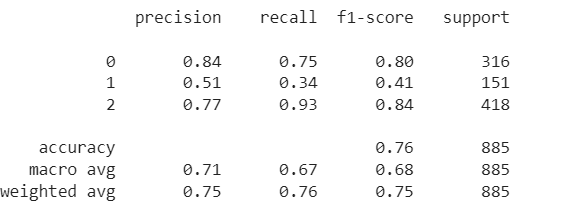 precision recall f1-score support
0 0.84 0.75 0.80 316
1 0.51 0.34 0.41 151
2 0.77 0.93 0.84 418
accuracy 0.76 885
macro avg 0.71 0.67 0.68 885
weighted avg 0.75 0.76 0.75 885